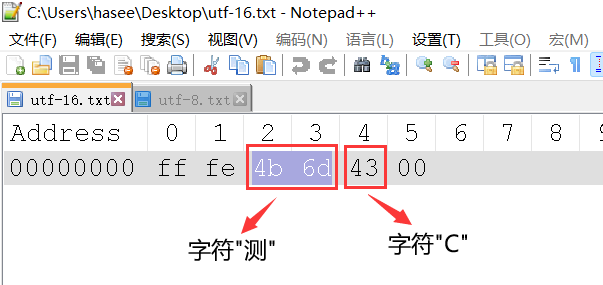 C:\Users\hasee\Desktop\utf-16.txt - Notepad++
文件(F) 编辑(E) 搜索(S) 视图(V) 编码(N) 语言(L) 设置(T) 工具(O) 宏(M)
utf-16.txt utf-8.txt
Address 0 1 2 3 4 5 6 7 8 9
00000000 ff fe 4b 6d 43 00
字符"测" 字符"C"